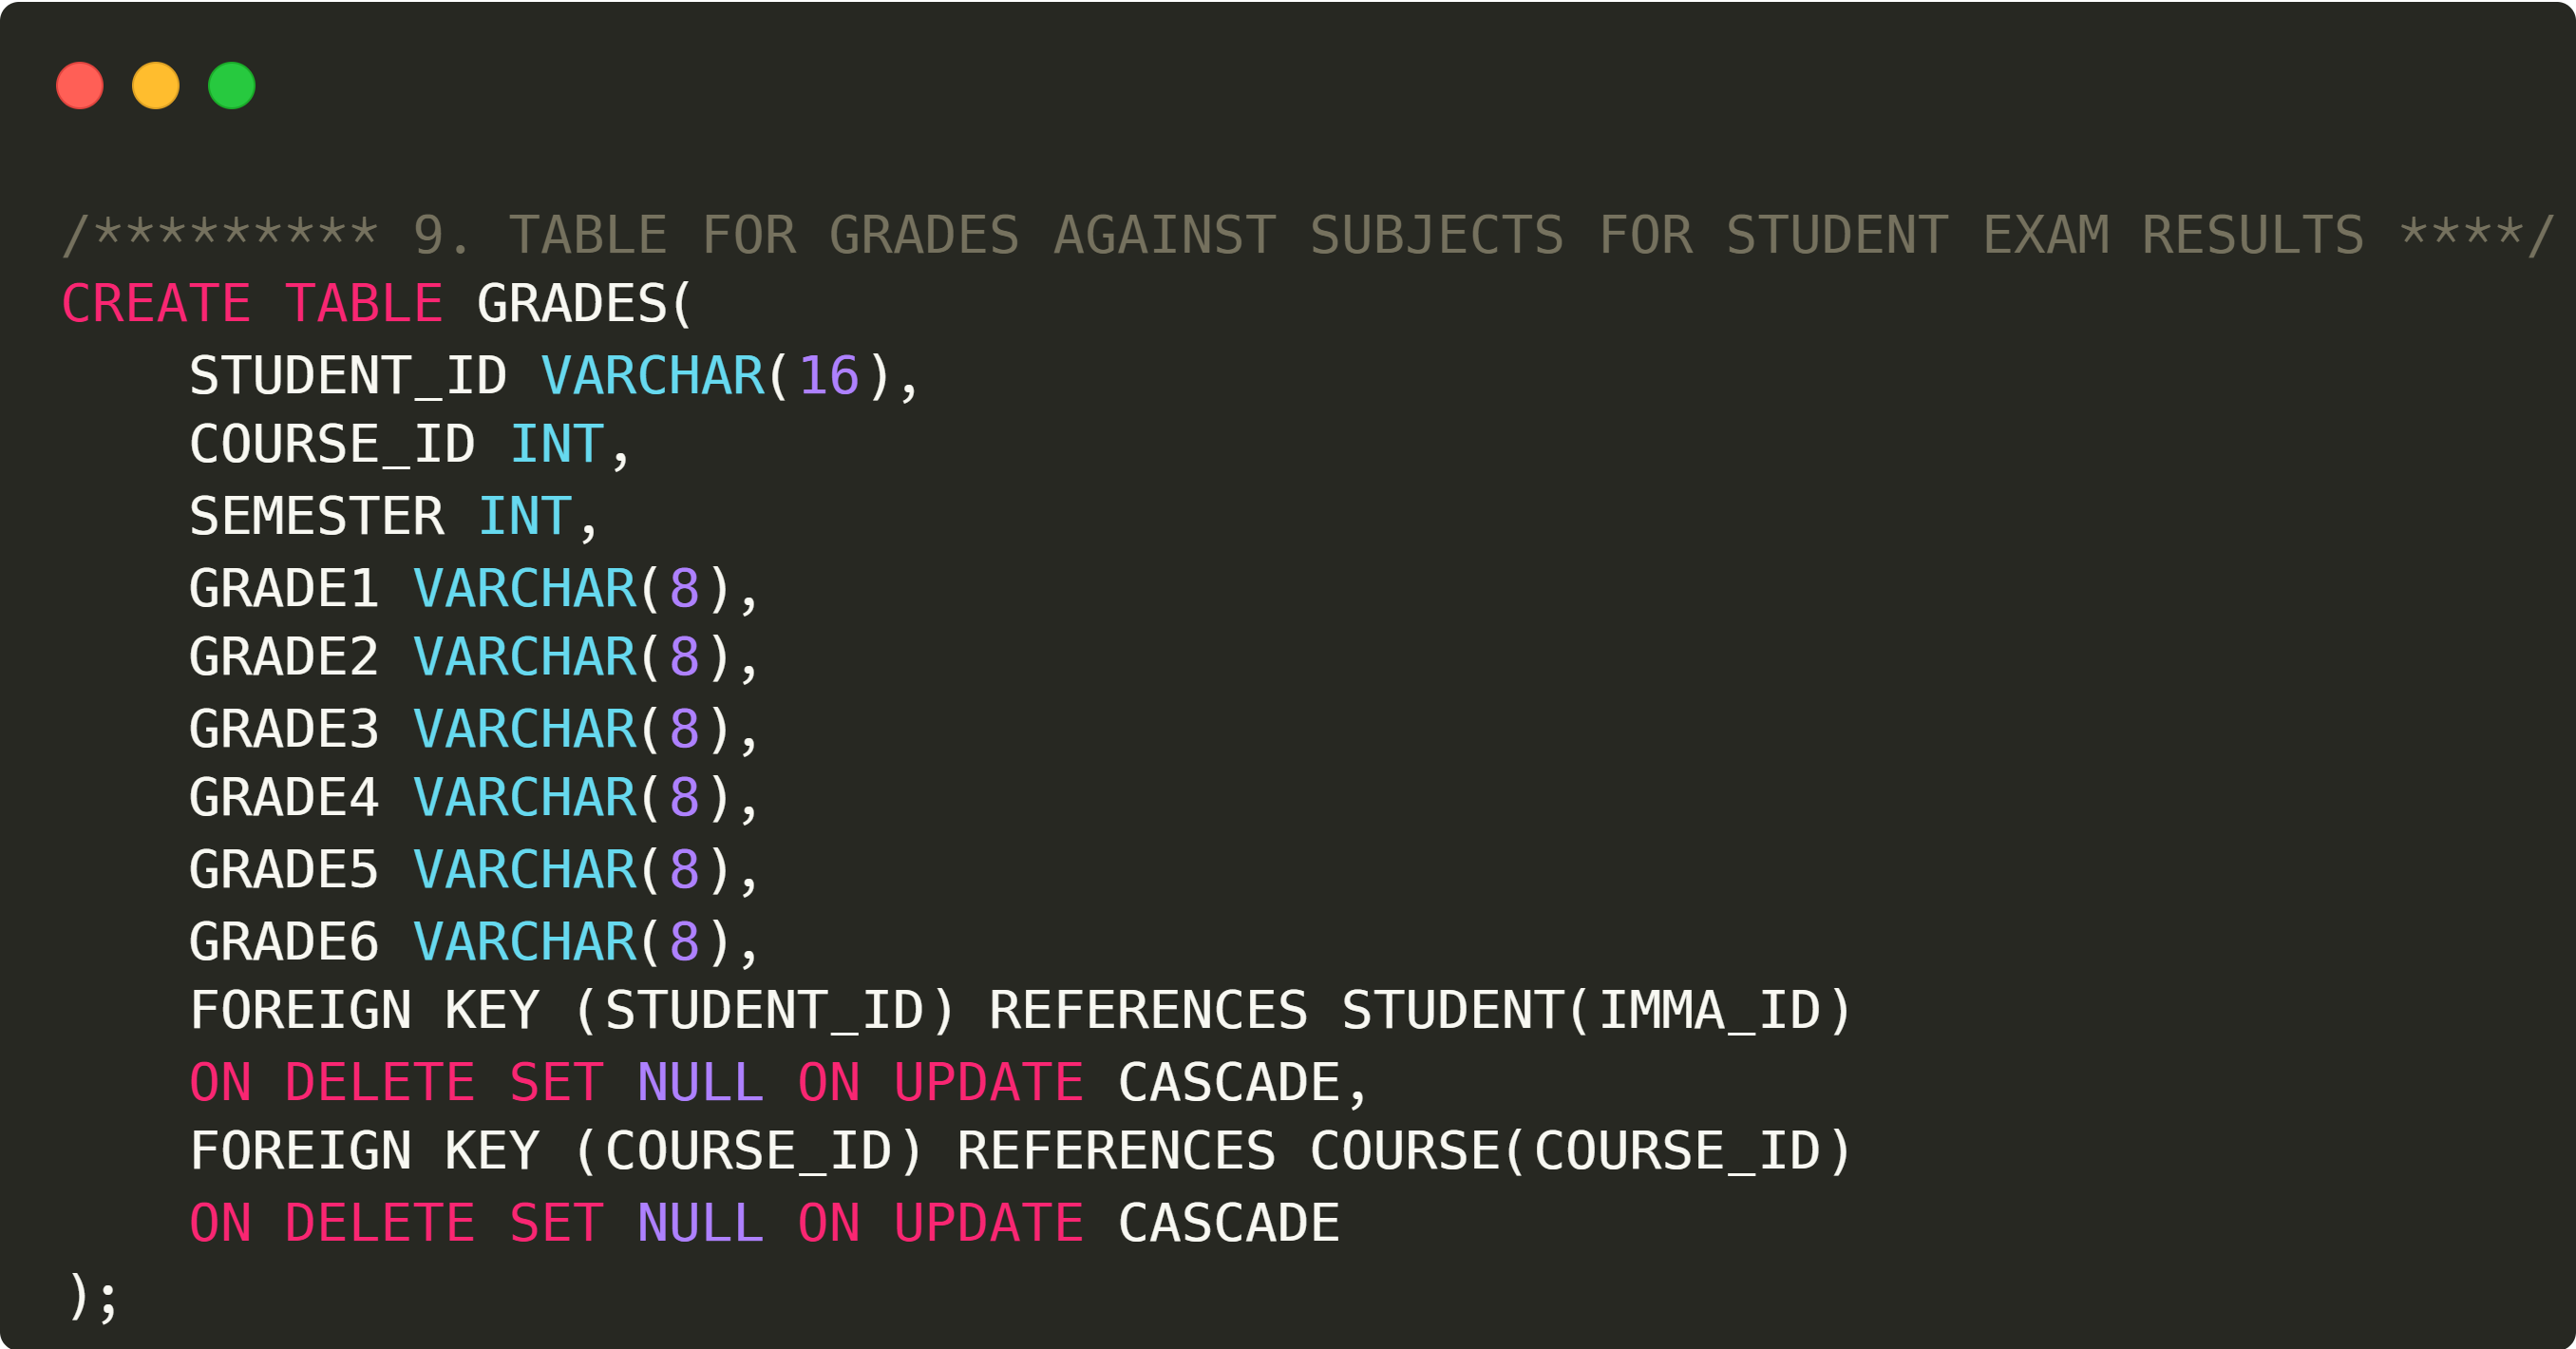 /********* 9. TABLE FOR GRADES AGAINST SUBJECTS FOR STUDENT EXAM RESULTS ****/
CREATE TABLE GRADES(
    STUDENT_ID VARCHAR(16),
    COURSE_ID INT,
    SEMESTER INT,
    GRADE1 VARCHAR(8),
    GRADE2 VARCHAR(8),
    GRADE3 VARCHAR(8),
    GRADE4 VARCHAR(8),
    GRADE5 VARCHAR(8),
    GRADE6 VARCHAR(8),
    FOREIGN KEY (STUDENT_ID) REFERENCES STUDENT(IMMA_ID)
    ON DELETE SET NULL ON UPDATE CASCADE,
    FOREIGN KEY (COURSE_ID) REFERENCES COURSE(COURSE_ID)
    ON DELETE SET NULL ON UPDATE CASCADE
);